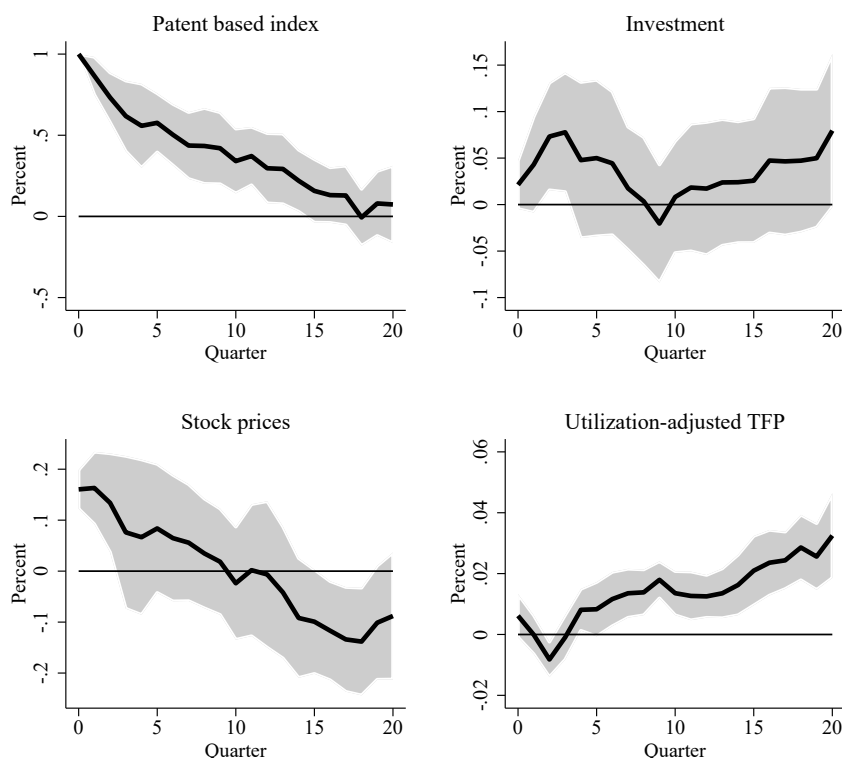 Patent based index
Percent
1
.5
0
-.5
0 5 10 15 20
Quarter
Investment
Percent
.15
.1
.05
0
-.05
-.1
0 5 10 15 20
Quarter
Stock prices
Percent
.2
.1
0
-.1
-.2
0 5 10 15 20
Quarter
Utilization-adjusted TFP
Percent
.06
.04
.02
0
-.02
0 5 10 15 20
Quarter